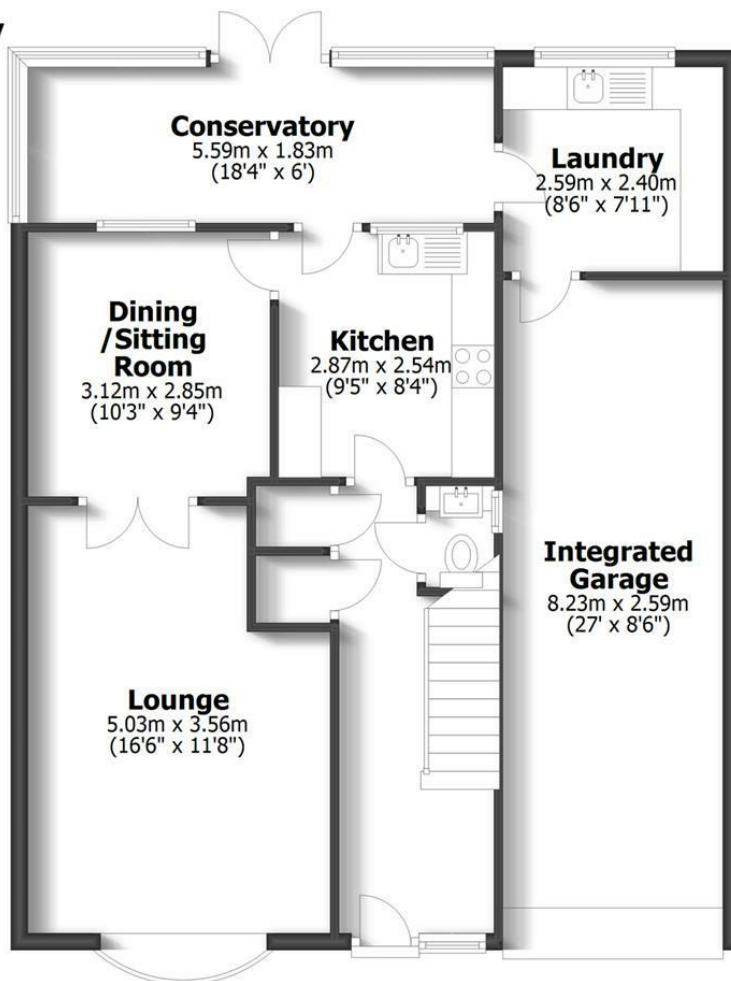 Conservatory
5.59m x 1.83m
(18'4" x 6')
Laundry
2.59m x 2.40m
(8'6" x 7'11")
Dining
/Sitting
Room
3.12m x 2.85m
(10'3" x 9'4")
Kitchen
2.87m x 2.54m
(9'5" x 8'4")
Integrated
Garage
8.23m x 2.59m
(27' x 8'6")
Lounge
5.03m x 3.56m
(16'6" x 11'8")